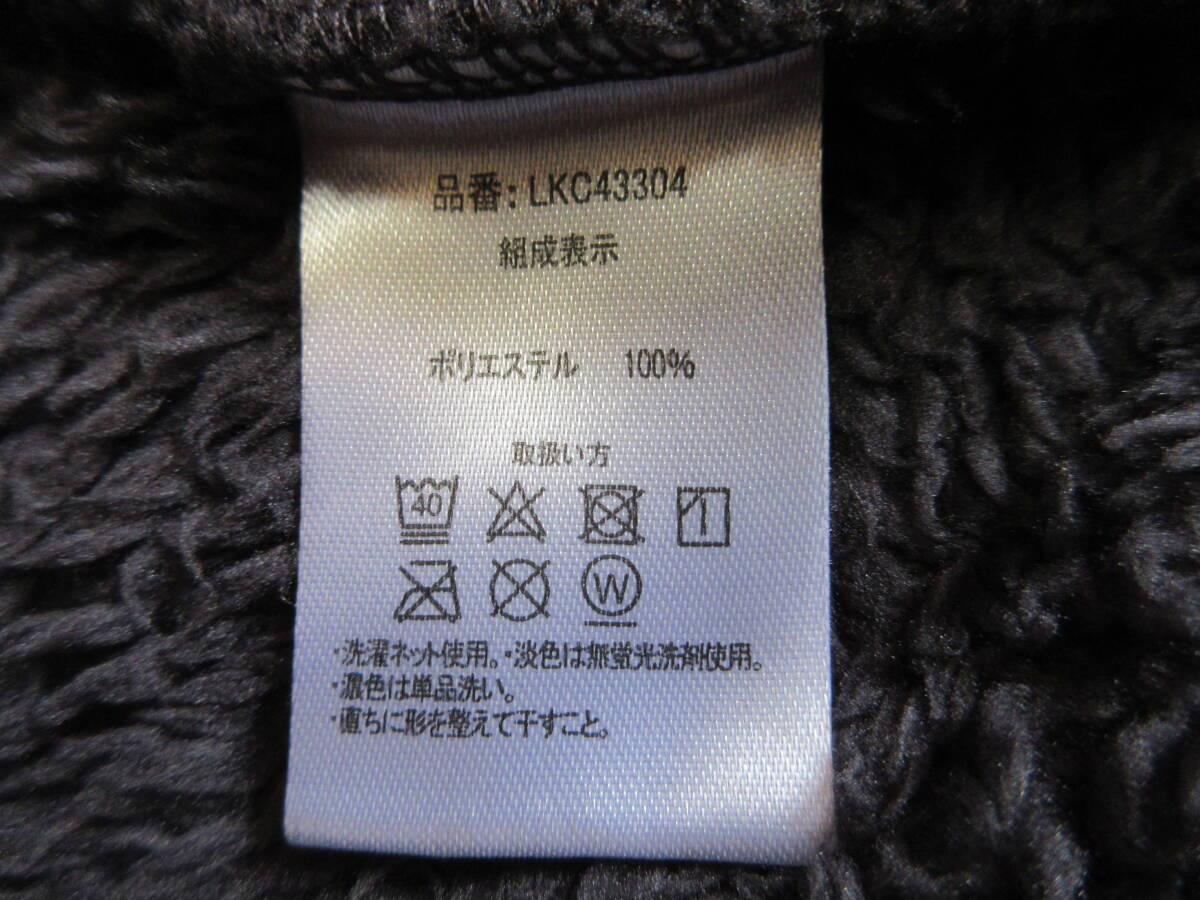 品番: LKC43304
組成表示
ポリエステル 100%
取扱い方
40
W
・洗濯ネット使用。・淡色は無蛍光洗剤使用。
・濃色は単品洗い。
・直ちに形を整えて干すこと。